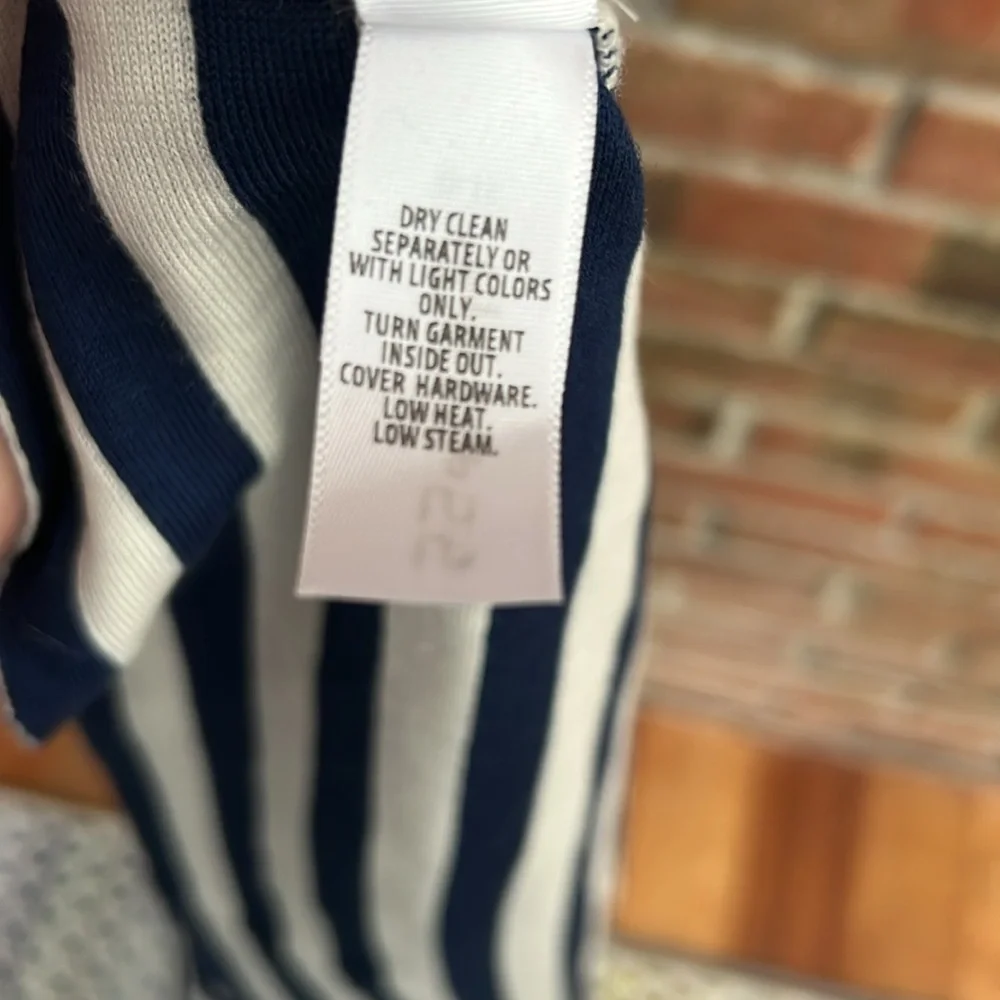 DRY CLEAN
SEPARATELY OR
WITH LIGHT COLORS
ONLY.
TURN GARMENT
INSIDE OUT.
COVER HARDWARE.
LOW HEAT.
LOW STEAM.